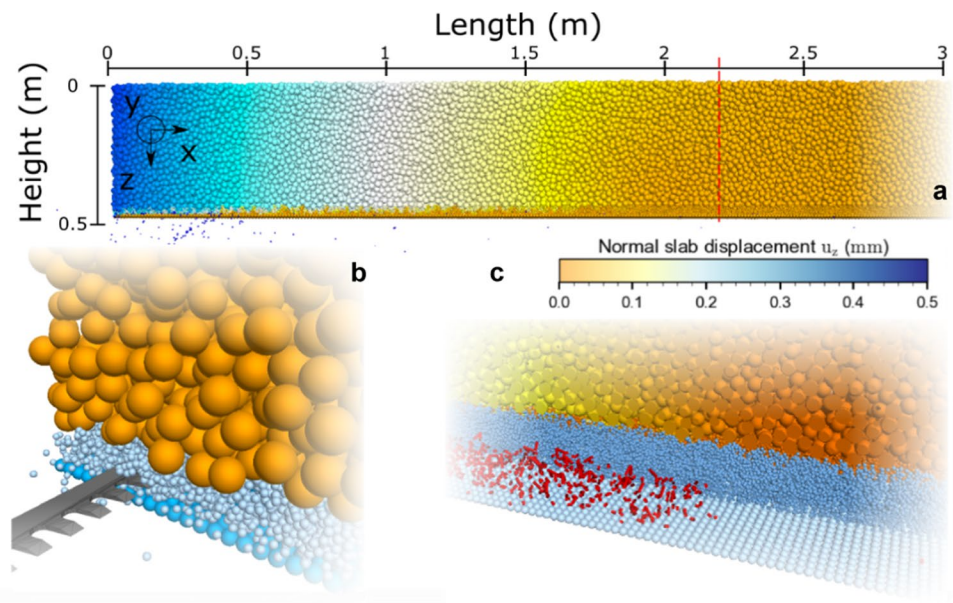 Length (m)
0 0.5 1 1.5 2 2.5 3
Height (m)
0
0.5
y
x
z
a
b
c
Normal slab displacement uz (mm)
0.0 0.1 0.2 0.3 0.4 0.5